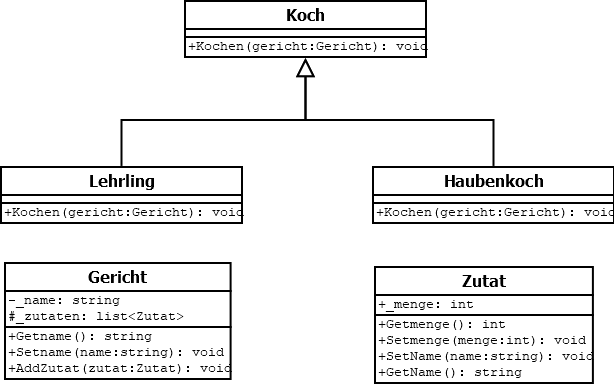 Koch
+Kochen(gericht:Gericht): void
Lehrling
+Kochen(gericht:Gericht): void
Haubenkoch
+Kochen(gericht:Gericht): void
Gericht
-_name: string
#_zutaten: list<Zutat>
+Getname(): string
+Setname(name:string): void
+AddZutat(zutat:Zutat): void
Zutat
+_menge: int
+Getmenge(): int
+Setmenge(menge:int): void
+SetName(name:string): void
+GetName(): string